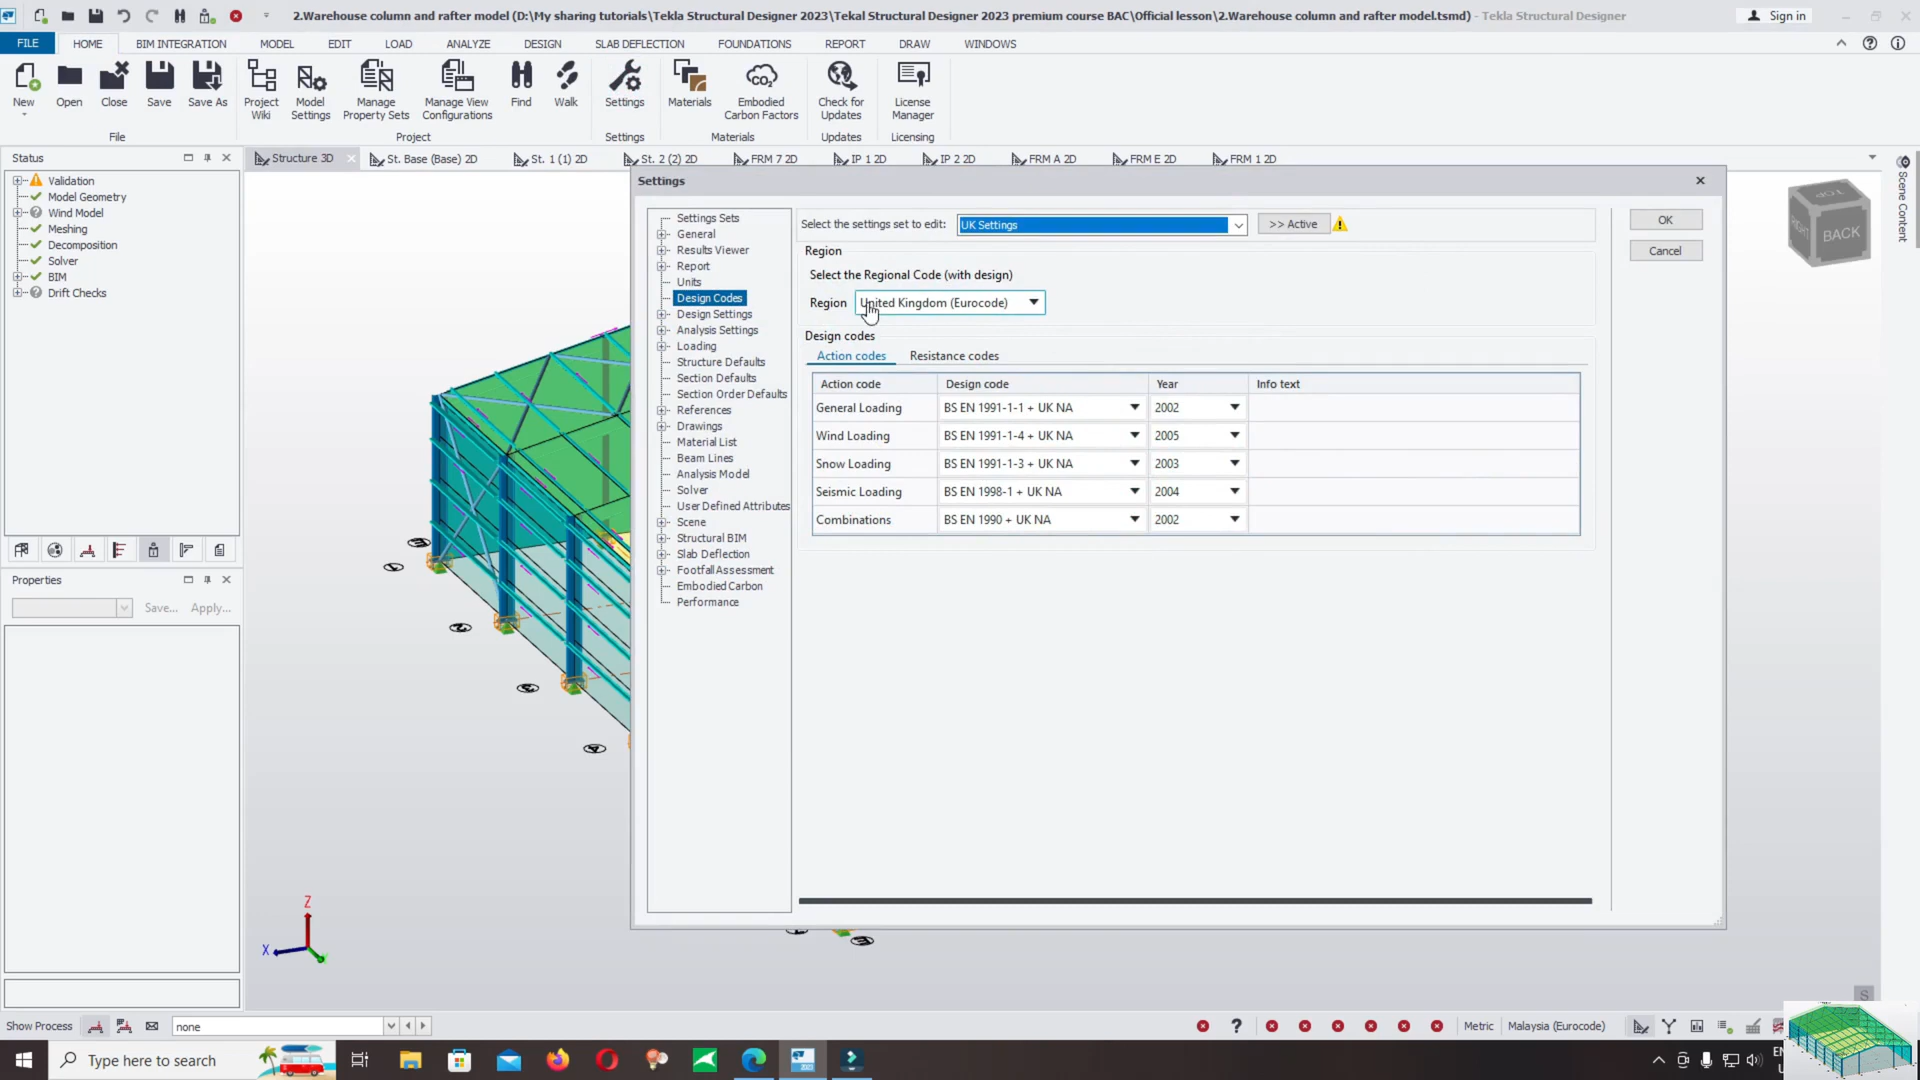 2.Warehouse column and rafter model (D:\My sharing tutorials\Tekla Structural Designer 2023\Tekal Structural Designer 2023 premium course BAC\Official lesson\2.Warehouse column and rafter model.tsmd) - Tekla Structural Designer
Sign in
FILE HOME BIM INTEGRATION MODEL EDIT LOAD ANALYZE DESIGN SLAB DEFLECTION FOUNDATIONS REPORT DRAW WINDOWS
New Open Close Save Save As Project Wiki Model Settings Manage Property Sets Manage View Configurations Find Walk Settings Materials Embodied Carbon Factors Check for Updates License Manager
File Project Settings Materials Updates Licensing
Status
Structure 3D St. Base (Base) 2D St. 1 (1) 2D St. 2 (2) 2D FRM 7 2D IP 1 2D IP 2 2D FRM A 2D FRM E 2D FRM 1 2D
Validation
Model Geometry
Wind Model
Meshing
Decomposition
Solver
BIM
Drift Checks
Properties
Save... Apply...
Settings
Settings Sets
General
Results Viewer
Report
Units
Design Codes
Design Settings
Analysis Settings
Loading
Structure Defaults
Section Defaults
Section Order Defaults
References
Drawings
Material List
Beam Lines
Analysis Model
Solver
User Defined Attributes
Scene
Structural BIM
Slab Deflection
Footfall Assessment
Embodied Carbon
Performance
Select the settings set to edit: UK Settings >> Active
OK
Cancel
Region
Select the Regional Code (with design)
Region United Kingdom (Eurocode)
Design codes
Action codes Resistance codes
Action code Design code Year Info text
General Loading BS EN 1991-1-1 + UK NA 2002
Wind Loading BS EN 1991-1-4 + UK NA 2005
Snow Loading BS EN 1991-1-3 + UK NA 2003
Seismic Loading BS EN 1998-1 + UK NA 2004
Combinations BS EN 1990 + UK NA 2002
Scene Content
TOP
RIGHT
BACK
Z
X
S
Show Process none
Metric Malaysia (Eurocode)
Type here to search